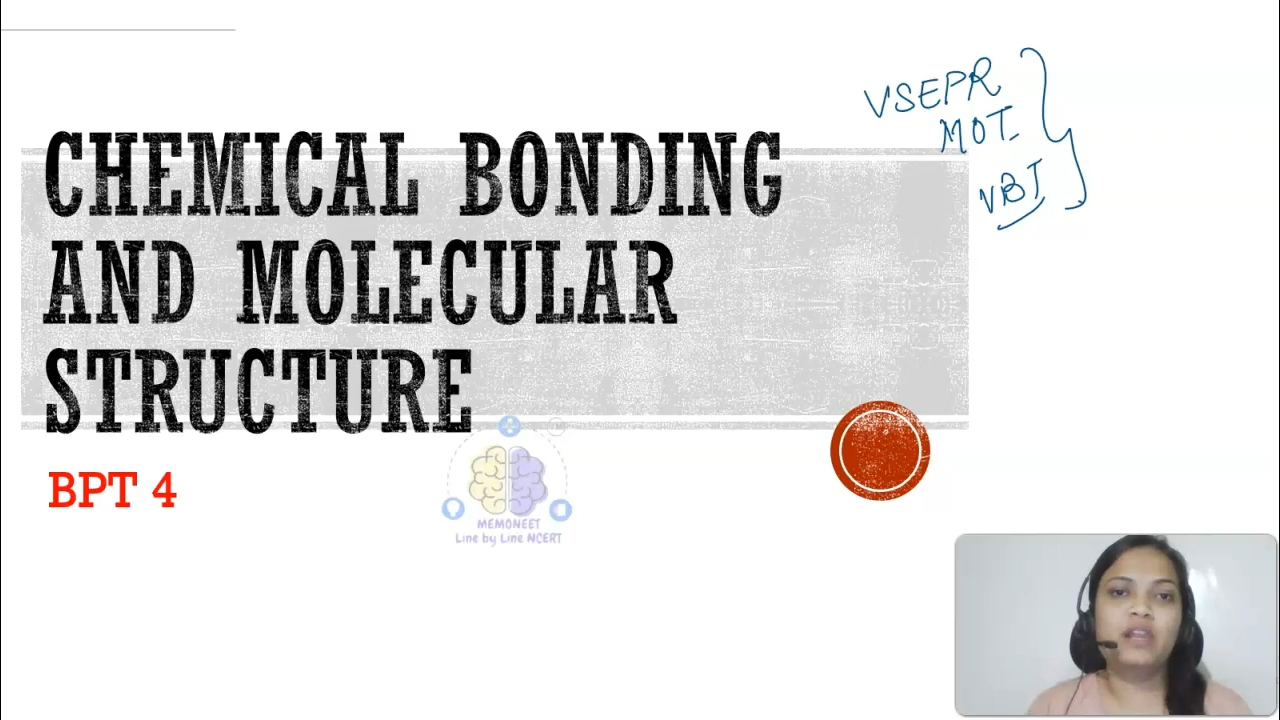 VSEPR
MOT
VBT
CHEMICAL BONDING
AND MOLECULAR
STRUCTURE
BPT 4
MEMONEET
Line by Line NCERT